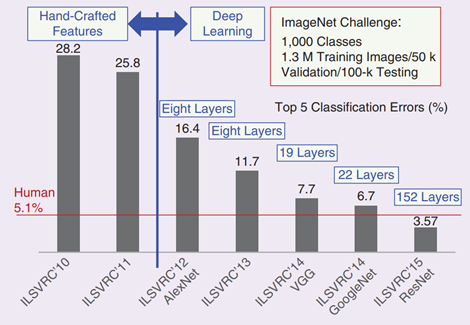 Hand-Crafted
Features
Deep
Learning
ImageNet Challenge:
1,000 Classes
1.3 M Training Images/50 k
Validation/100-k Testing
Top 5 Classification Errors (%)
28.2
25.8
Eight Layers
16.4
Eight Layers
11.7
19 Layers
7.7
22 Layers
6.7
152 Layers
3.57
Human
5.1%
ILSVRC'10
ILSVRC'11
ILSVRC'12
AlexNet
ILSVRC'13
ILSVRC'14
VGG
ILSVRC'14
GoogleNet
ILSVRC'15
ResNet